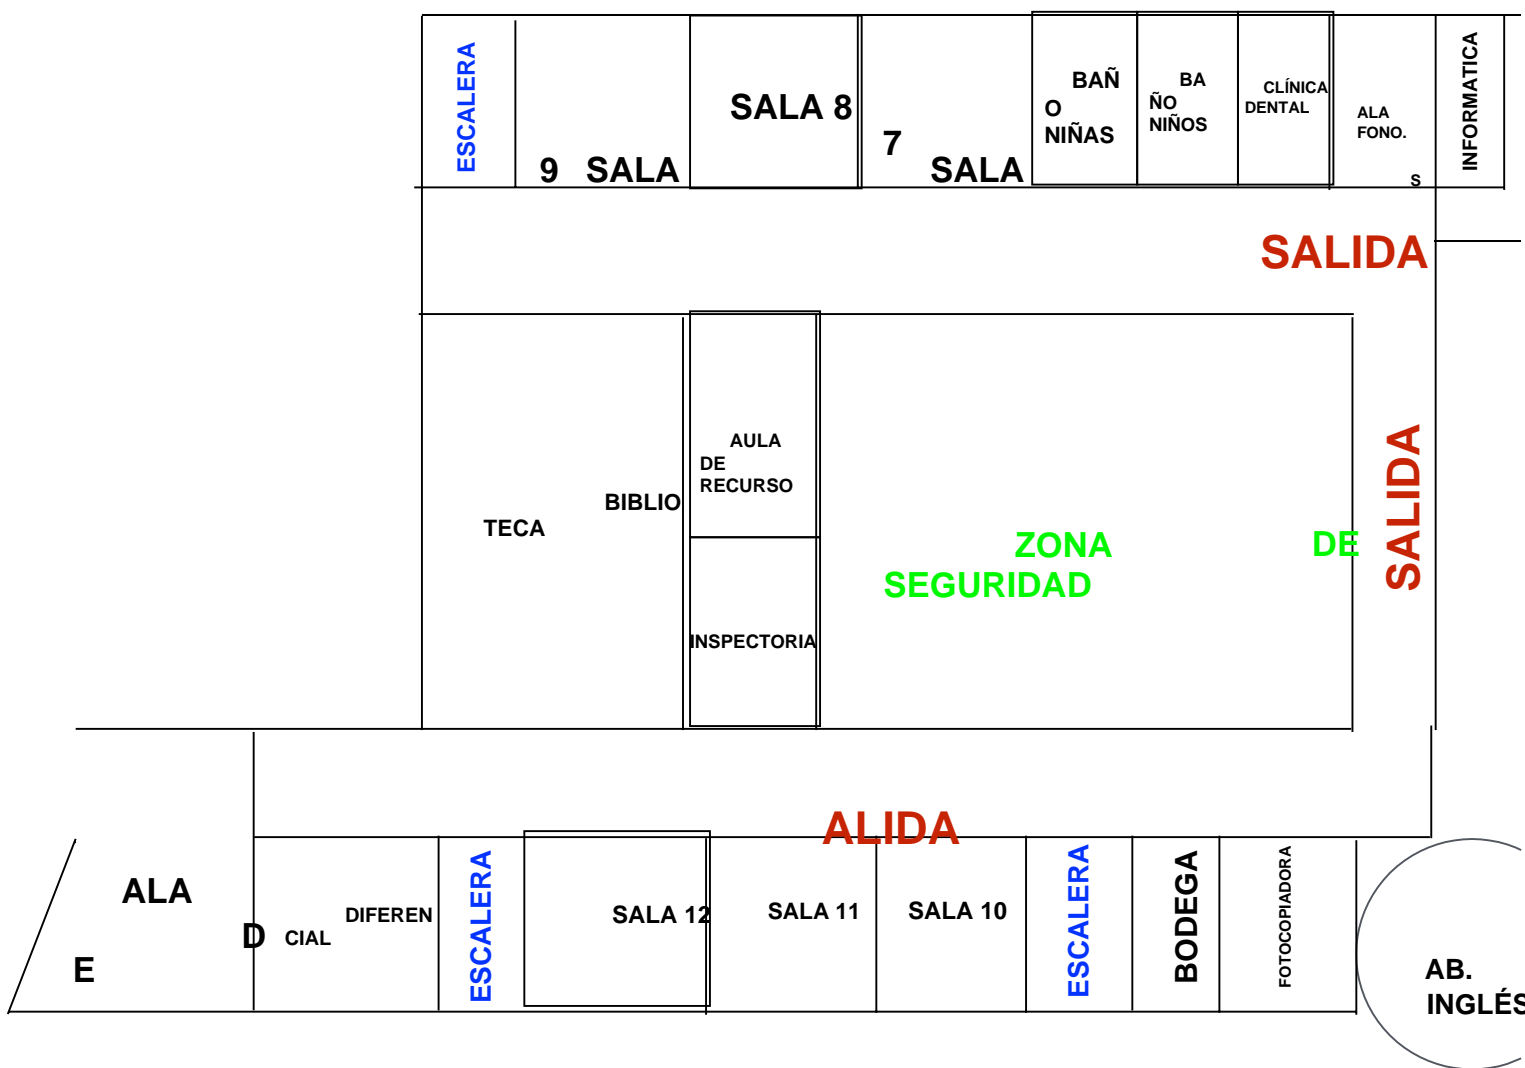 ESCALERA
9 SALA
SALA 8
7
SALA
BAÑ
O
NIÑAS
BA
ÑO
NIÑOS
CLÍNICA
DENTAL
ALA
FONO.
S
INFORMATICA
SALIDA
BIBLIO
TECA
AULA
DE
RECURSO
INSPECTORIA
ZONA DE
SEGURIDAD
SALIDA
ALIDA
ALA
D
E
DIFEREN
CIAL
ESCALERA
SALA 12
SALA 11
SALA 10
ESCALERA
BODEGA
FOTOCOPIADORA
AB.
INGLÉS